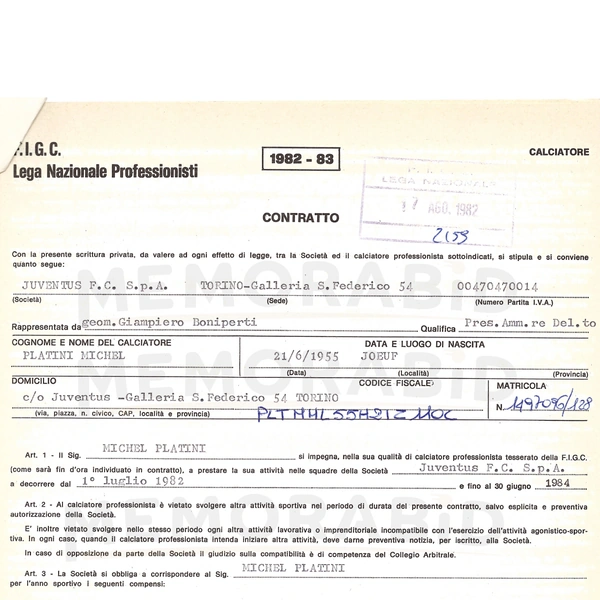 F.I.G.C.
Lega Nazionale Professionisti
1982 - 83
CALCIATORE
LEGA NAZIONALE
17 AGO. 1982
2159
CONTRATTO
Con la presente scrittura privata, da valere ad ogni effetto di legge, tra la Società ed il calciatore professionista sottoindicati, si stipula e si conviene
quanto segue:
JUVENTUS F.C. S.p.A. TORINO-Galleria S.Federico 54 00470470014
(Società) (Sede) (Numero Partita I.V.A.)
Rappresentata da geom.Giampiero Boniperti Qualifica Pres.Amm.re Del.to
COGNOME E NOME DEL CALCIATORE DATA E LUOGO DI NASCITA
PLATINI MICHEL 21/6/1955 JOEUF
(Data) (Località) (Provincia)
DOMICILIO CODICE FISCALE MATRICOLA
c/o Juventus -Galleria S.Federico 54 TORINO
(via, piazza, n. civico, CAP, località e provincia) PLTMHL55H21Z110C N. 1497096/128
Art. 1 - Il Sig. MICHEL PLATINI si impegna, nella sua qualità di calciatore professionista tesserato della F.I.G.C.
(come sarà fin d'ora individuato in contratto), a prestare la sua attività nelle squadre della Società Juventus F.C. S.p.A.
a decorrere dal 1° luglio 1982 e fino al 30 giugno 1984
Art. 2 - Al calciatore professionista è vietato svolgere altra attività sportiva nel periodo di durata del presente contratto, salvo esplicita e preventiva
autorizzazione della Società.
E' inoltre vietato svolgere nello stesso periodo ogni altra attività lavorativa o imprenditoriale incompatibile con l'esercizio dell'attività agonistico-spor-
tiva. In ogni caso, quando il calciatore professionista intenda iniziare altra attività, deve darne preventiva notizia, per iscritto, alla Società.
In caso di opposizione da parte della Società il giudizio sulla compatibilità è di competenza del Collegio Arbitrale.
Art. 3 - La Società si obbliga a corrispondere al Sig. MICHEL PLATINI
per l'anno sportivo i seguenti compensi:
MEMORABID
MEMORABID
MEMORABID
MEMORABID